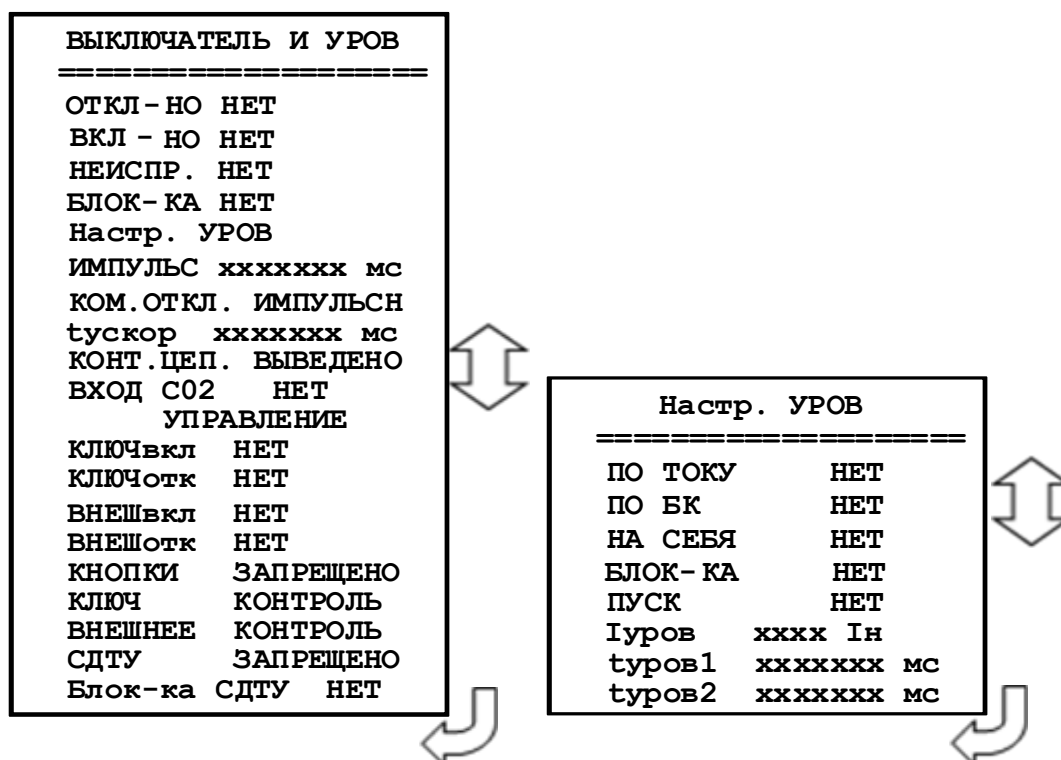 ВЫКЛЮЧАТЕЛЬ И УРОВ
====================
ОТКЛ-НО НЕТ
ВКЛ - НО НЕТ
НЕИСПР. НЕТ
БЛОК-КА НЕТ
Настр. УРОВ
ИМПУЛЬС xxxxxxx мс
КОМ.ОТКЛ. ИМПУЛЬСН
tускор xxxxxxx мс
КОНТ.ЦЕП. ВЫВЕДЕНО
ВХОД C02 НЕТ
УПРАВЛЕНИЕ
КЛЮЧвкл НЕТ
КЛЮЧотк НЕТ
ВНЕШвкл НЕТ
ВНЕШотк НЕТ
КНОПКИ ЗАПРЕЩЕНО
КЛЮЧ КОНТРОЛЬ
ВНЕШНЕЕ КОНТРОЛЬ
СДТУ ЗАПРЕЩЕНО
Блок-ка СДТУ НЕТ
Настр. УРОВ
====================
ПО ТОКУ НЕТ
ПО БК НЕТ
НА СЕБЯ НЕТ
БЛОК-КА НЕТ
ПУСК НЕТ
Iуров xxxx Iн
tуров1 xxxxxxx мс
tуров2 xxxxxxx мс